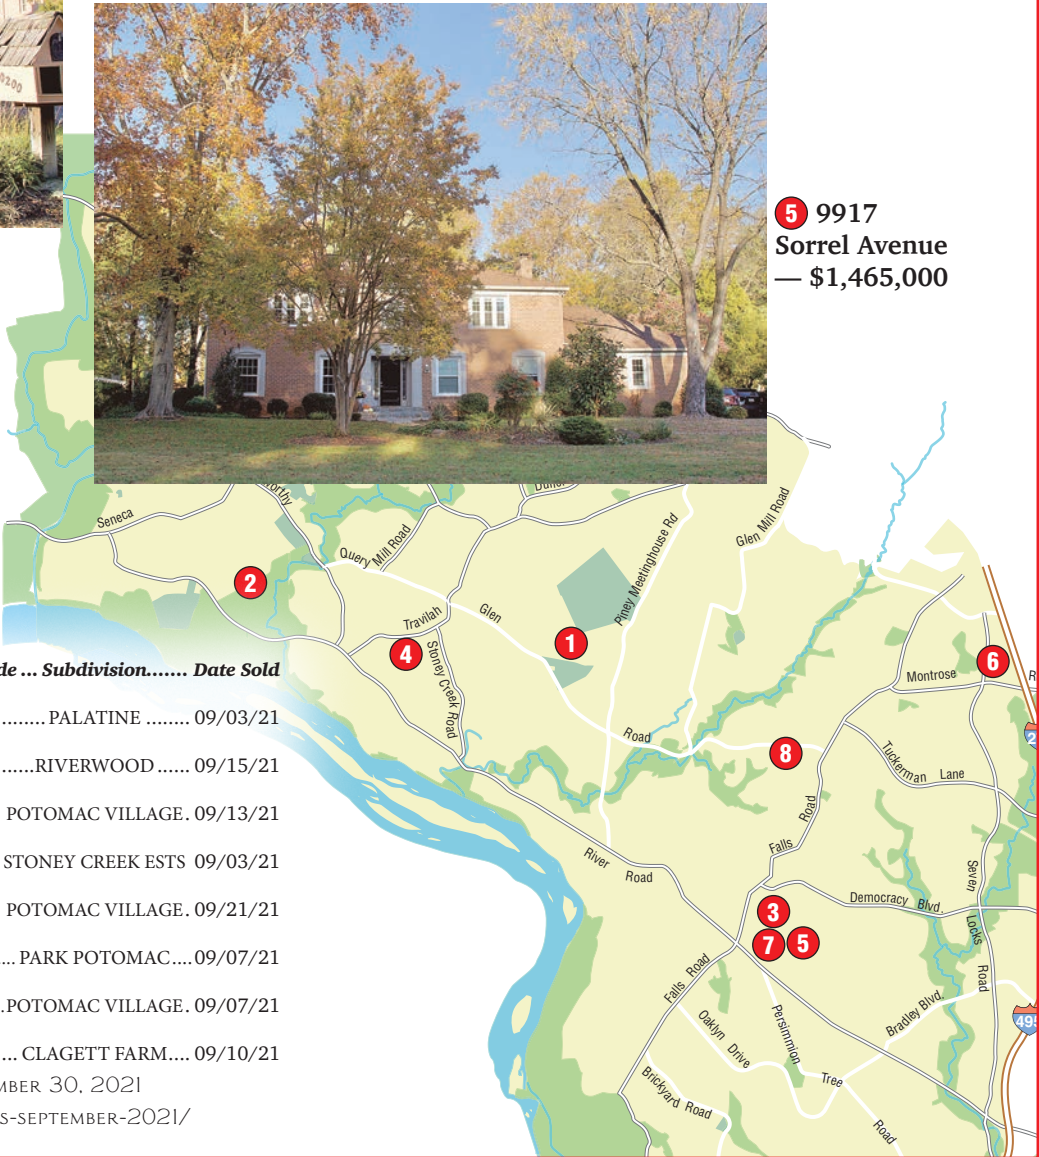 0200
5 9917
Sorrel Avenue
— $1,465,000
Seneca
Query Mill Road
Glen Mill Road
Piney Meetinghouse Rd
2
Travilah
Glen
1
4
Stoney Creek Road
6
Montrose
Road
8
Tuckerman Lane
Falls Road
River Road
Seven Locks Road
Democracy Blvd.
3
7
5
Falls Road
Persimmion Tree Road
Bradley Blvd.
Oaklyn Drive
Brickyard Road
495
de ... Subdivision....... Date Sold
........ PALATINE ........ 09/03/21
......RIVERWOOD ...... 09/15/21
POTOMAC VILLAGE. 09/13/21
STONEY CREEK ESTS 09/03/21
POTOMAC VILLAGE. 09/21/21
.... PARK POTOMAC.... 09/07/21
.POTOMAC VILLAGE. 09/07/21
... CLAGETT FARM.... 09/10/21
MBER 30, 2021
S-SEPTEMBER-2021/